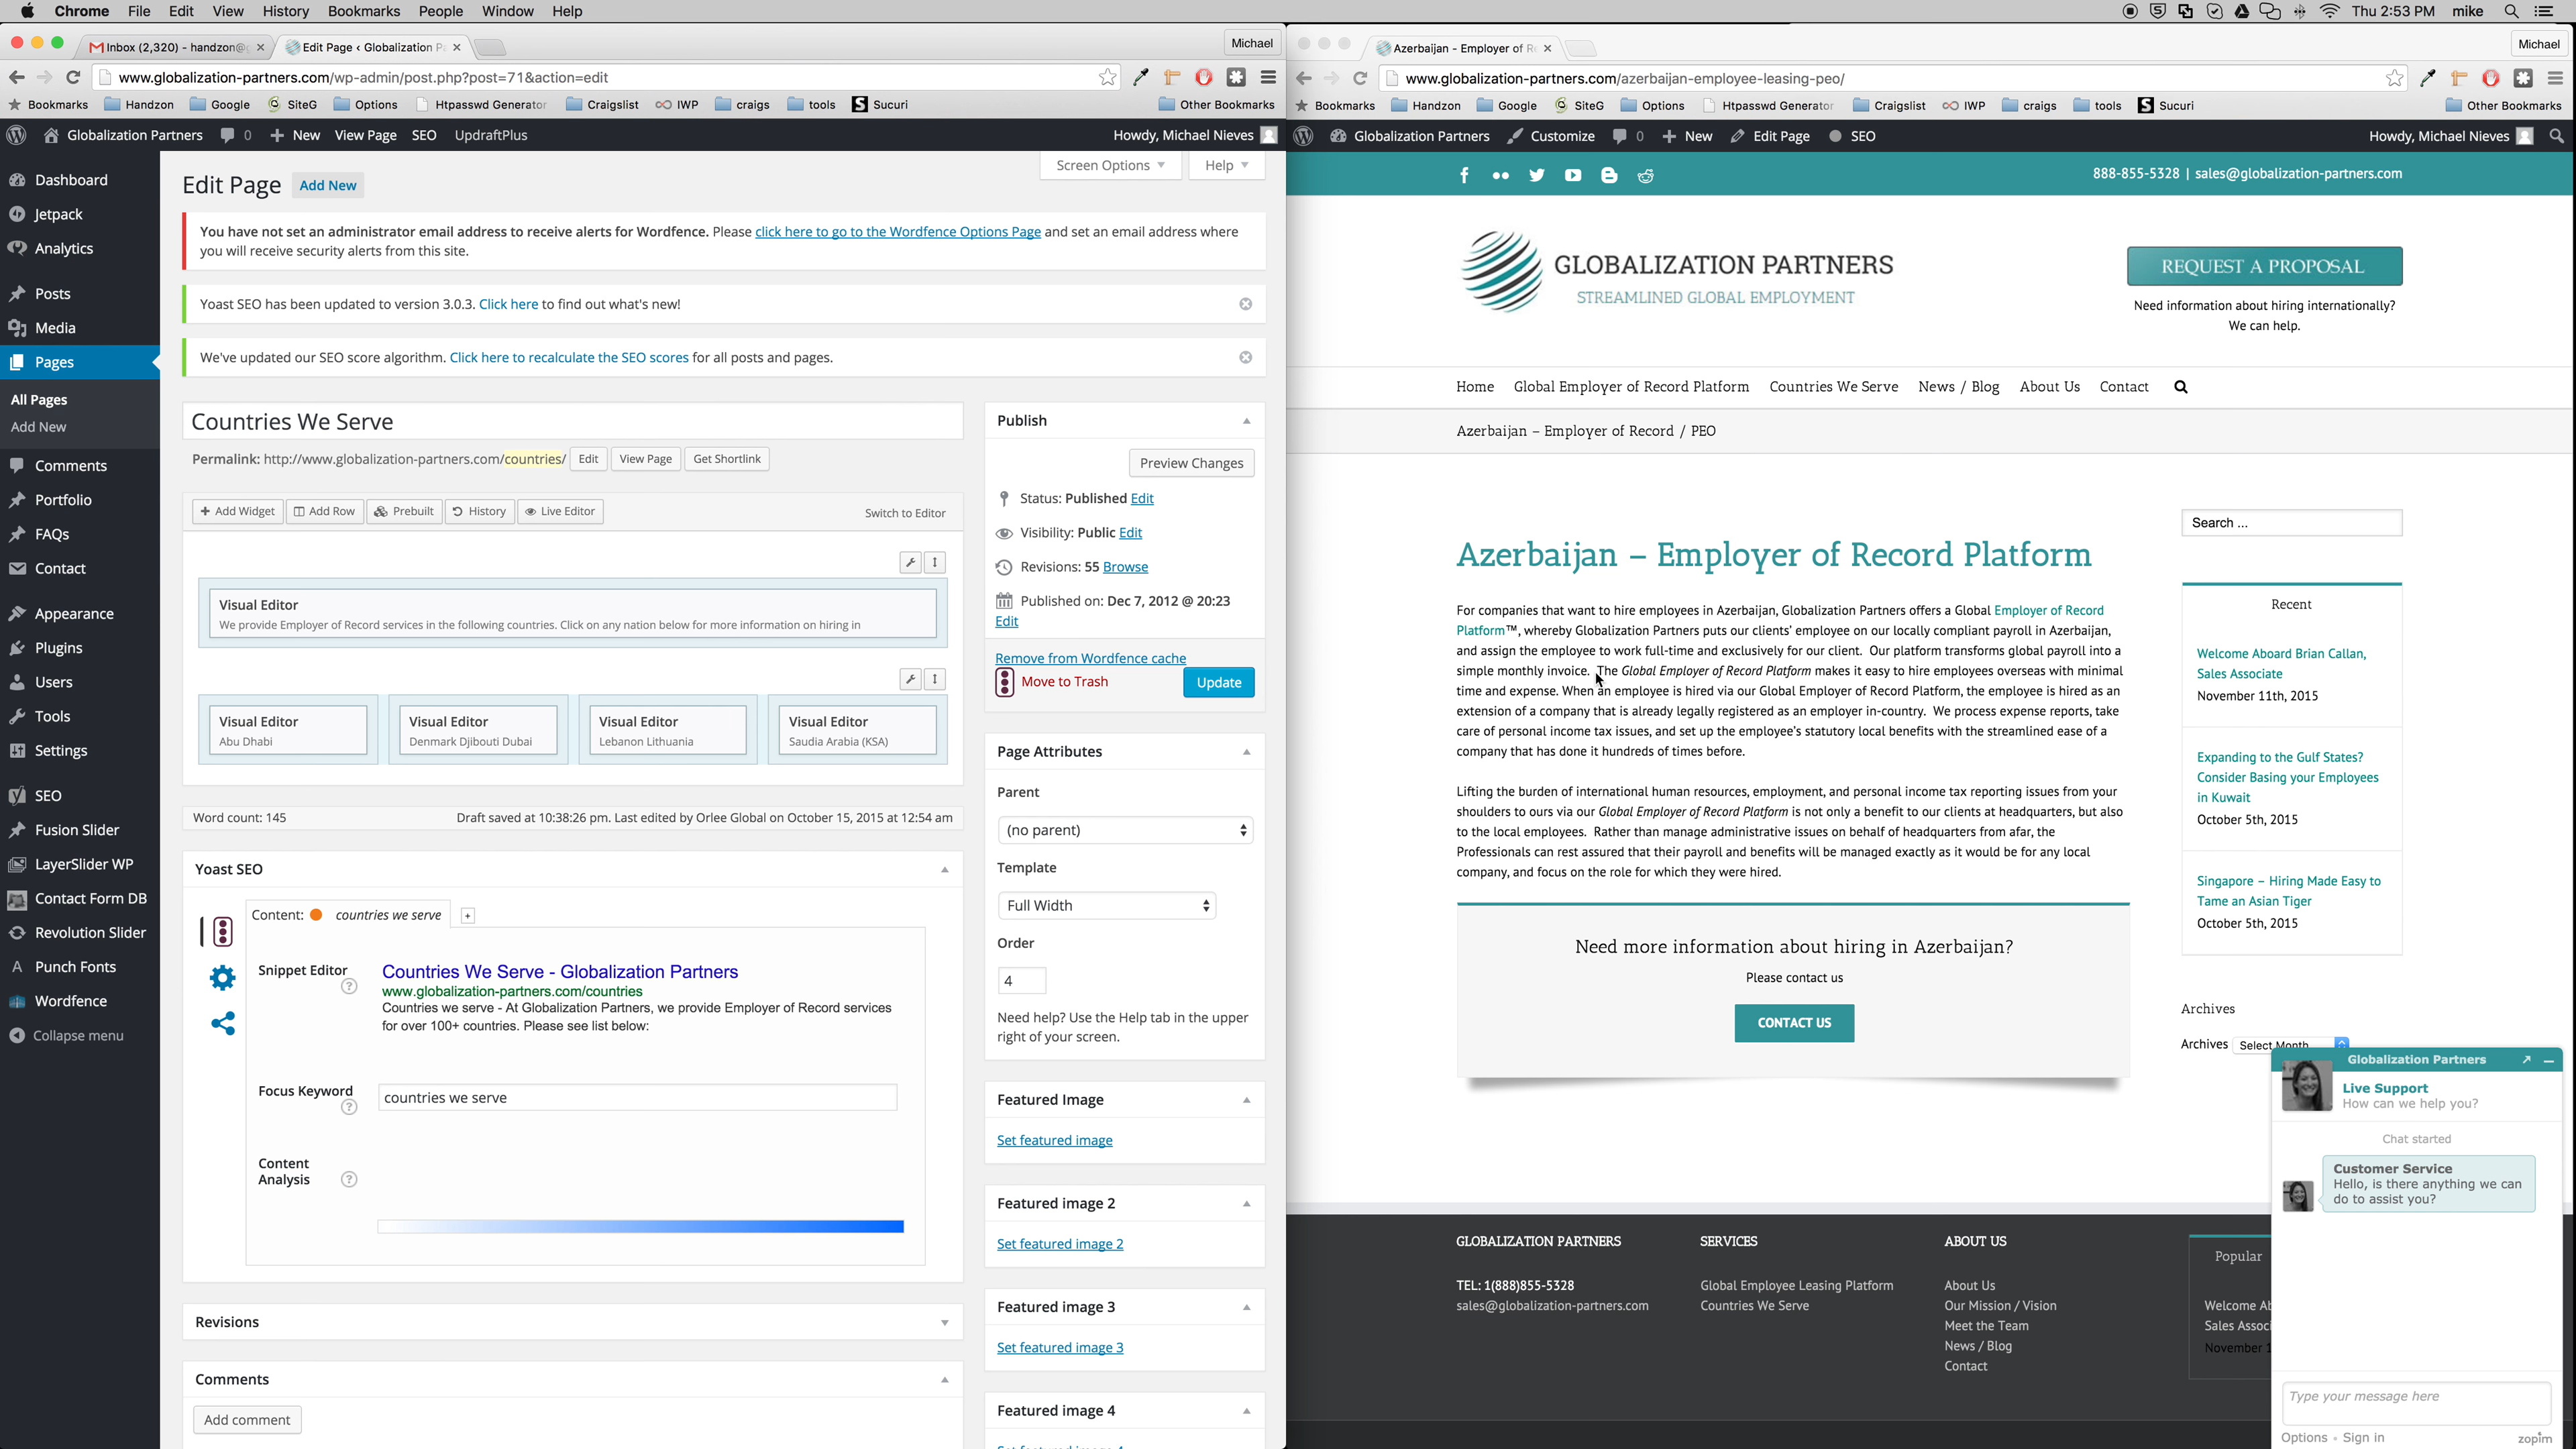 Chrome File Edit View History Bookmarks People Window Help
Thu 2:53 PM mike
Inbox (2,320) - handzon@
Edit Page ‹ Globalization P
Michael
www.globalization-partners.com/wp-admin/post.php?post=71&action=edit
Bookmarks Handzon Google SiteG Options Htpasswd Generator Craigslist IWP craigs tools Sucuri Other Bookmarks
Globalization Partners 0 New View Page SEO UpdraftPlus Howdy, Michael Nieves
Dashboard
Jetpack
Analytics
Posts
Media
Pages
All Pages
Add New
Comments
Portfolio
FAQs
Contact
Appearance
Plugins
Users
Tools
Settings
SEO
Fusion Slider
LayerSlider WP
Contact Form DB
Revolution Slider
Punch Fonts
Wordfence
Collapse menu
Screen Options Help
Edit Page Add New
You have not set an administrator email address to receive alerts for Wordfence. Please click here to go to the Wordfence Options Page and set an email address where
you will receive security alerts from this site.
Yoast SEO has been updated to version 3.0.3. Click here to find out what's new!
We've updated our SEO score algorithm. Click here to recalculate the SEO scores for all posts and pages.
Countries We Serve
Permalink: http://www.globalization-partners.com/countries/ Edit View Page Get Shortlink
Add Widget Add Row Prebuilt History Live Editor Switch to Editor
Visual Editor
We provide Employer of Record services in the following countries. Click on any nation below for more information on hiring in
Visual Editor
Abu Dhabi
Visual Editor
Denmark Djibouti Dubai
Visual Editor
Lebanon Lithuania
Visual Editor
Saudia Arabia (KSA)
Word count: 145 Draft saved at 10:38:26 pm. Last edited by Orlee Global on October 15, 2015 at 12:54 am
Yoast SEO
Content: countries we serve +
Snippet Editor
?
Countries We Serve - Globalization Partners
www.globalization-partners.com/countries
Countries we serve - At Globalization Partners, we provide Employer of Record services
for over 100+ countries. Please see list below:
Focus Keyword
?
countries we serve
Content
Analysis ?
Revisions
Comments
Add comment
Publish
Preview Changes
Status: Published Edit
Visibility: Public Edit
Revisions: 55 Browse
Published on: Dec 7, 2012 @ 20:23
Edit
Remove from Wordfence cache
Move to Trash Update
Page Attributes
Parent
(no parent)
Template
Full Width
Order
4
Need help? Use the Help tab in the upper
right of your screen.
Featured Image
Set featured image
Featured image 2
Set featured image 2
Featured image 3
Set featured image 3
Featured image 4
Azerbaijan - Employer of R
Michael
www.globalization-partners.com/azerbaijan-employee-leasing-peo/
Bookmarks Handzon Google SiteG Options Htpasswd Generator Craigslist IWP craigs tools Sucuri Other Bookmarks
Globalization Partners Customize 0 New Edit Page SEO Howdy, Michael Nieves
888-855-5328 | sales@globalization-partners.com
GLOBALIZATION PARTNERS
STREAMLINED GLOBAL EMPLOYMENT
REQUEST A PROPOSAL
Need information about hiring internationally?
We can help.
Home Global Employer of Record Platform Countries We Serve News / Blog About Us Contact
Azerbaijan – Employer of Record / PEO
Azerbaijan – Employer of Record Platform
For companies that want to hire employees in Azerbaijan, Globalization Partners offers a Global Employer of Record
Platform™, whereby Globalization Partners puts our clients' employee on our locally compliant payroll in Azerbaijan,
and assign the employee to work full-time and exclusively for our client. Our platform transforms global payroll into a
simple monthly invoice. The Global Employer of Record Platform makes it easy to hire employees overseas with minimal
time and expense. When an employee is hired via our Global Employer of Record Platform, the employee is hired as an
extension of a company that is already legally registered as an employer in-country. We process expense reports, take
care of personal income tax issues, and set up the employee's statutory local benefits with the streamlined ease of a
company that has done it hundreds of times before.
Lifting the burden of international human resources, employment, and personal income tax reporting issues from your
shoulders to ours via our Global Employer of Record Platform is not only a benefit to our clients at headquarters, but also
to the local employees. Rather than manage administrative issues on behalf of headquarters from afar, the
Professionals can rest assured that their payroll and benefits will be managed exactly as it would be for any local
company, and focus on the role for which they were hired.
Need more information about hiring in Azerbaijan?
Please contact us
CONTACT US
Search ...
Recent
Welcome Aboard Brian Callan,
Sales Associate
November 11th, 2015
Expanding to the Gulf States?
Consider Basing your Employees
in Kuwait
October 5th, 2015
Singapore – Hiring Made Easy to
Tame an Asian Tiger
October 5th, 2015
Archives
Archives Select Month
Globalization Partners
Live Support
How can we help you?
Chat started
Customer Service
Hello, is there anything we can
do to assist you?
Type your message here
Options • Sign in zopim
GLOBALIZATION PARTNERS
TEL: 1(888)855-5328
sales@globalization-partners.com
SERVICES
Global Employee Leasing Platform
Countries We Serve
ABOUT US
About Us
Our Mission / Vision
Meet the Team
News / Blog
Contact
Popular
Welcome Ab
Sales Associ
November 1